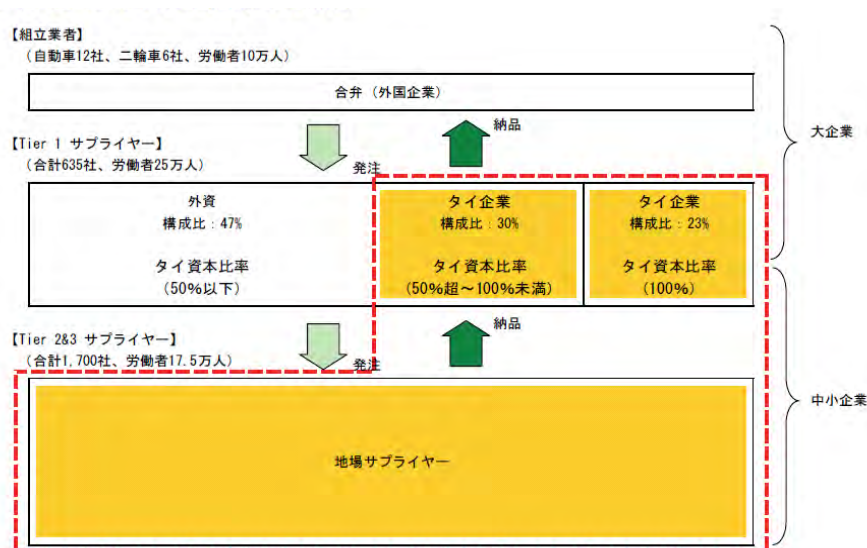 【組立業者】
（自動車12社、二輪車6社、労働者10万人）
合弁（外国企業）
納品
大企業
【Tier 1 サプライヤー】
（合計635社、労働者25万人）
発注
外資
構成比：47%
タイ資本比率
（50%以下）
タイ企業
構成比：30%
タイ資本比率
（50%超～100%未満）
タイ企業
構成比：23%
タイ資本比率
（100%）
【Tier 2&3 サプライヤー】
（合計1,700社、労働者17.5万人）
納品
発注
中小企業
地場サプライヤー